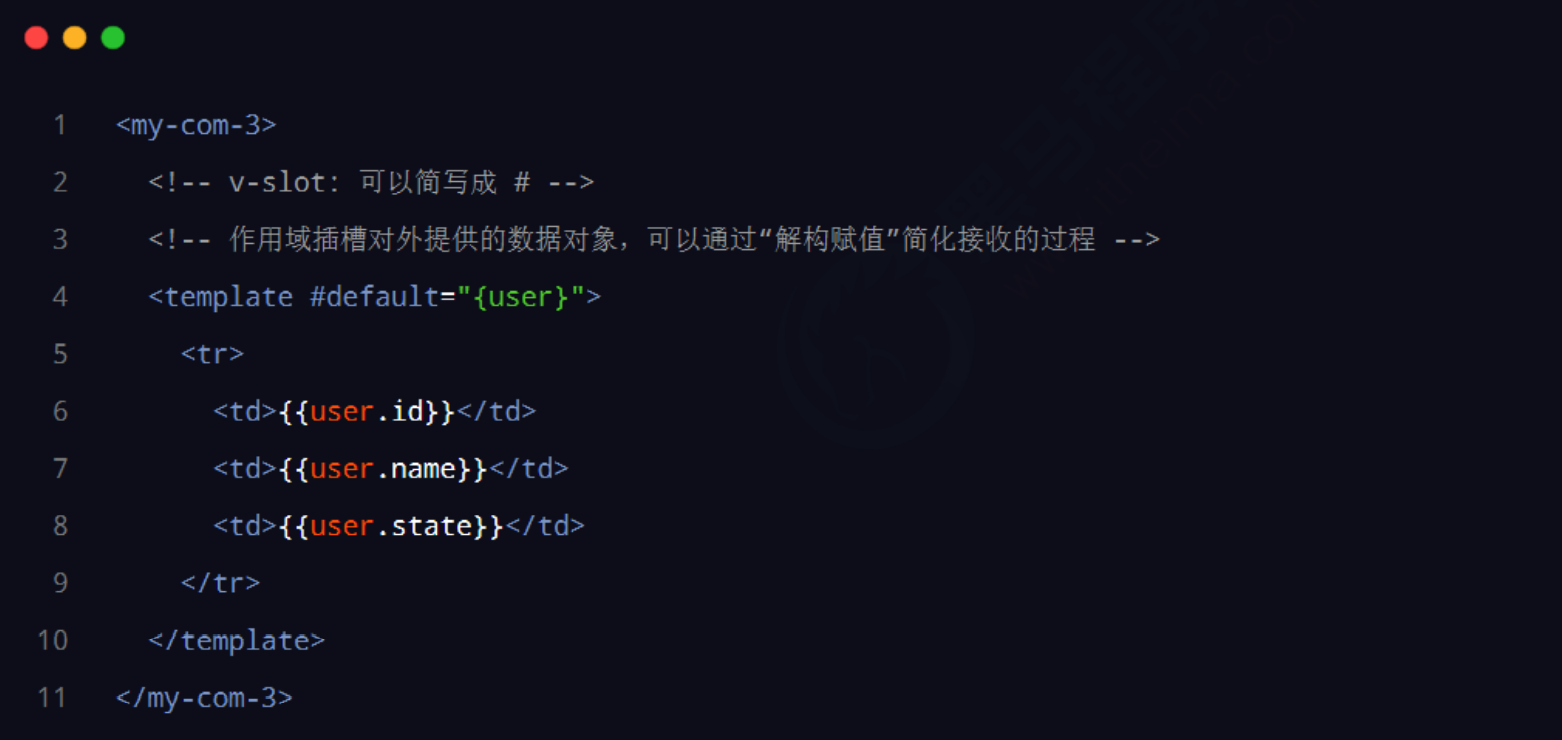 1 <my-com-3>
2 <!-- v-slot: 可以简写成 # -->
3 <!-- 作用域插槽对外提供的数据对象，可以通过“解构赋值”简化接收的过程 -->
4 <template #default="{user}">
5 <tr>
6 <td>{{user.id}}</td>
7 <td>{{user.name}}</td>
8 <td>{{user.state}}</td>
9 </tr>
10 </template>
11 </my-com-3>